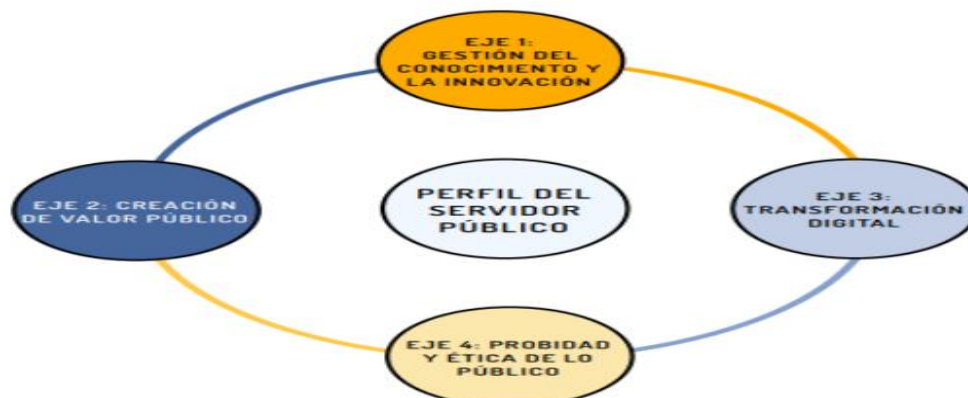 EJE 1:
GESTIÓN DEL
CONOCIMIENTO Y
LA INNOVACIÓN
EJE 2: CREACIÓN
DE VALOR PÚBLICO
PERFIL DEL
SERVIDOR
PÚBLICO
EJE 3:
TRANSFORMACIÓN
DIGITAL
EJE 4: PROBIDAD
Y ÉTICA DE LO
PÚBLICO